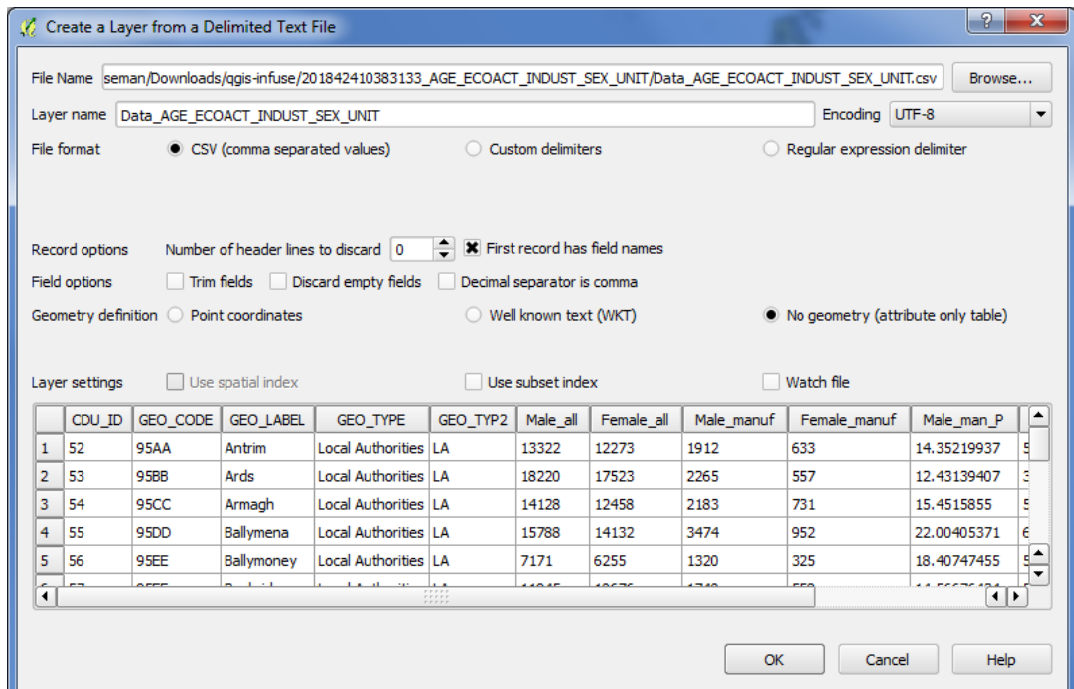 Create a Layer from a Delimited Text File
File Name seman/Downloads/qgis-infuse/201842410383133_AGE_ECOACT_INDUST_SEX_UNIT/Data_AGE_ECOACT_INDUST_SEX_UNIT.csv Browse...
Layer name Data_AGE_ECOACT_INDUST_SEX_UNIT Encoding UTF-8
File format CSV (comma separated values) Custom delimiters Regular expression delimiter
Record options Number of header lines to discard 0 First record has field names
Field options Trim fields Discard empty fields Decimal separator is comma
Geometry definition Point coordinates Well known text (WKT) No geometry (attribute only table)
Layer settings Use spatial index Use subset index Watch file
CDU_ID GEO_CODE GEO_LABEL GEO_TYPE GEO_TYP2 Male_all Female_all Male_manuf Female_manuf Male_man_P
1 52 95AA Antrim Local Authorities LA 13322 12273 1912 633 14.35219937 5
2 53 95BB Ards Local Authorities LA 18220 17523 2265 557 12.43139407 3
3 54 95CC Armagh Local Authorities LA 14128 12458 2183 731 15.4515855 5
4 55 95DD Ballymena Local Authorities LA 15788 14132 3474 952 22.00405371 6
5 56 95EE Ballymoney Local Authorities LA 7171 6255 1320 325 18.40747455 5
OK Cancel Help